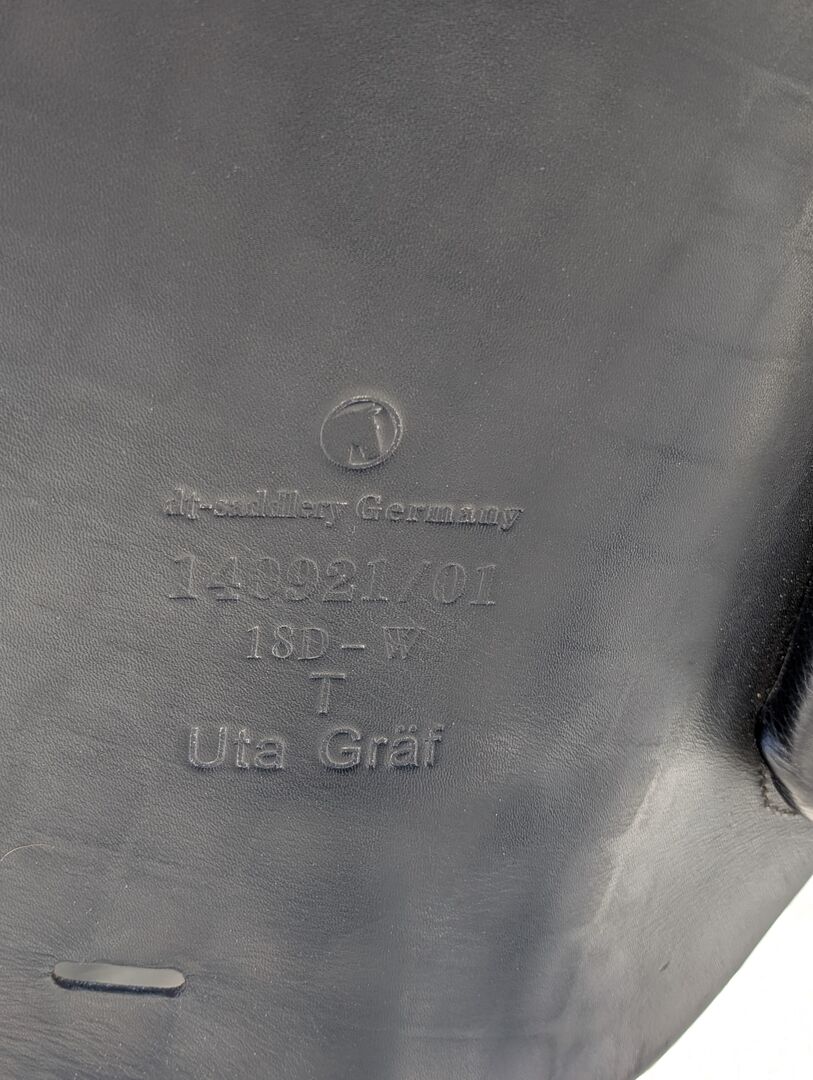 dt-saddlery Germany
140921/01
18D - W
T
Uta Gräf